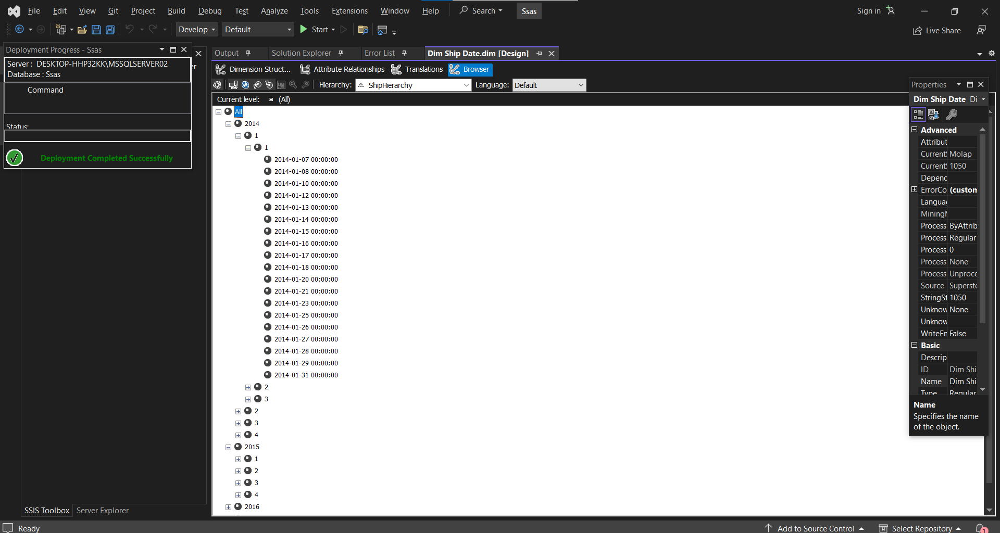 File Edit View Git Project Build Debug Test Analyze Tools Extensions Window Help Search Ssas Sign in
Develop Default Start Live Share
Deployment Progress - Ssas
Server : DESKTOP-HHP32KK\MSSQLSERVER02
Database : Ssas
Command
Status:
Deployment Completed Successfully
er
SSIS Toolbox Server Explorer
Output Solution Explorer Error List Dim Ship Date.dim [Design]
Dimension Struct... Attribute Relationships Translations Browser
Hierarchy: ShipHierarchy Language: Default
Current level: (All)
All
2014
1
1
2014-01-07 00:00:00
2014-01-08 00:00:00
2014-01-10 00:00:00
2014-01-12 00:00:00
2014-01-13 00:00:00
2014-01-14 00:00:00
2014-01-15 00:00:00
2014-01-16 00:00:00
2014-01-17 00:00:00
2014-01-18 00:00:00
2014-01-20 00:00:00
2014-01-21 00:00:00
2014-01-23 00:00:00
2014-01-25 00:00:00
2014-01-26 00:00:00
2014-01-27 00:00:00
2014-01-28 00:00:00
2014-01-29 00:00:00
2014-01-31 00:00:00
2
3
2
3
4
2015
1
2
3
4
2016
Properties
Dim Ship Date Di
Advanced
Attribut
Current Molap
Current 1050
Depend
ErrorCo (custom
Langua
Mining
Process ByAttrib
Process Regular
Process 0
Process None
Process Unproce
Source Supersto
StringSt 1050
Unknow None
Unknow
WriteEn False
Basic
Descrip
ID Dim Shi
Name Dim Shi
Type Regular
Name
Specifies the name
of the object.
Ready Add to Source Control Select Repository 1